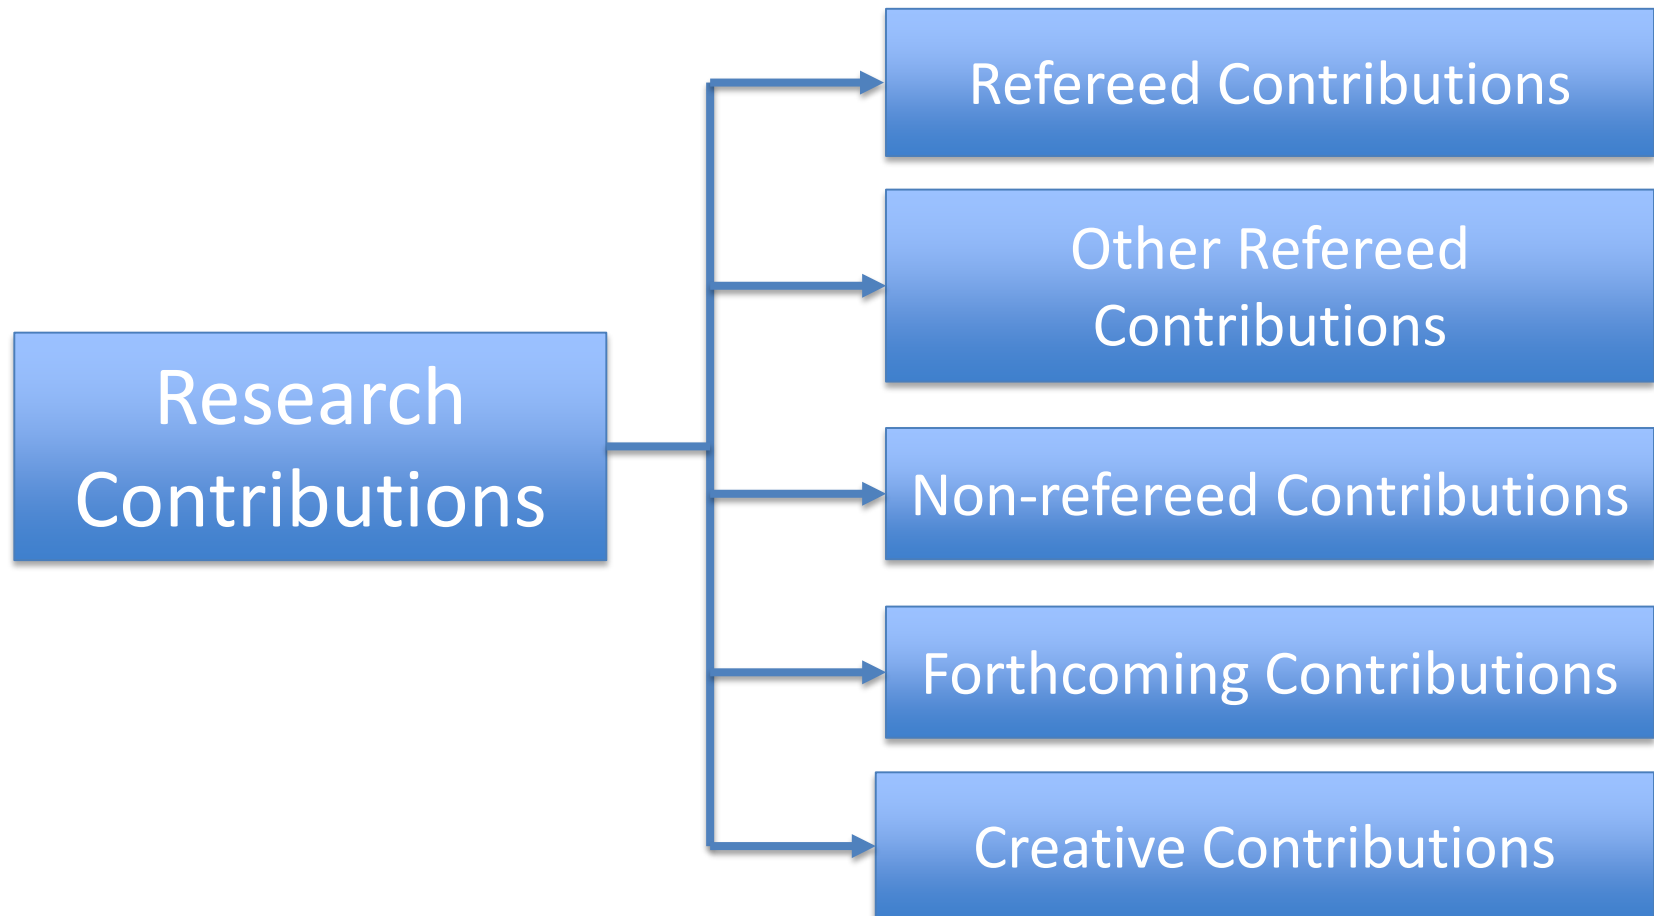 Research
Contributions
Refereed Contributions
Other Refereed
Contributions
Non-refereed Contributions
Forthcoming Contributions
Creative Contributions